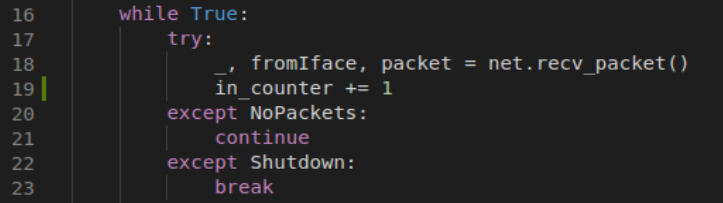 16 while True:
17 try:
18 _, fromIface, packet = net.recv_packet()
19 in_counter += 1
20 except NoPackets:
21 continue
22 except Shutdown:
23 break